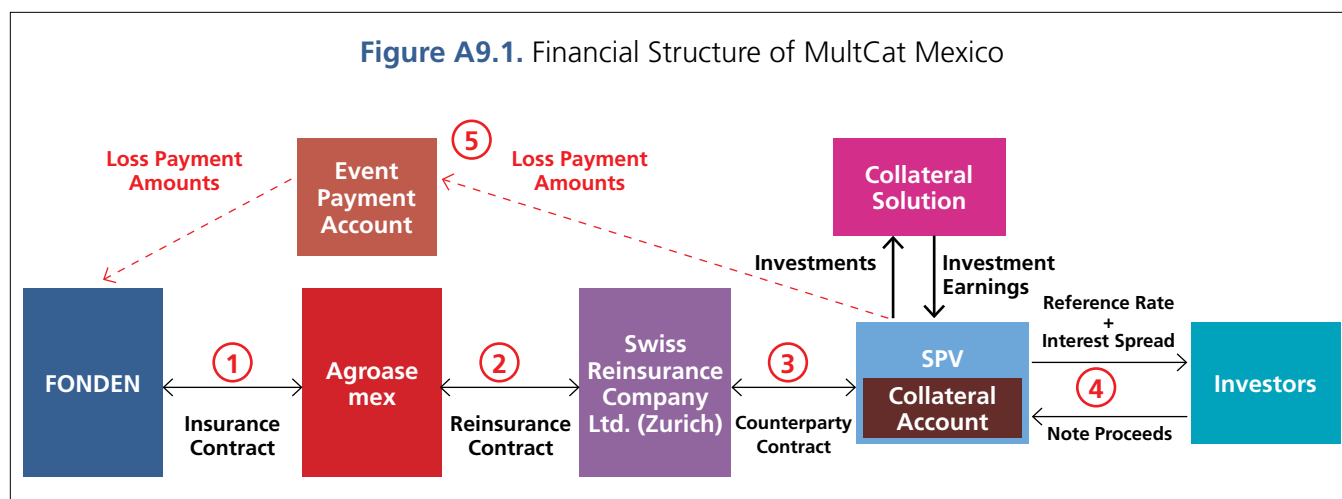 Figure A9.1. Financial Structure of MultCat Mexico
5
Loss Payment
Amounts
Event
Payment
Account
Loss Payment
Amounts
Collateral
Solution
Investments
Investment
Earnings
FONDEN
1
Insurance
Contract
Agroase
mex
2
Reinsurance
Contract
Swiss
Reinsurance
Company
Ltd. (Zurich)
3
Counterparty
Contract
SPV
Collateral
Account
Reference Rate
+
Interest Spread
4
Note Proceeds
Investors